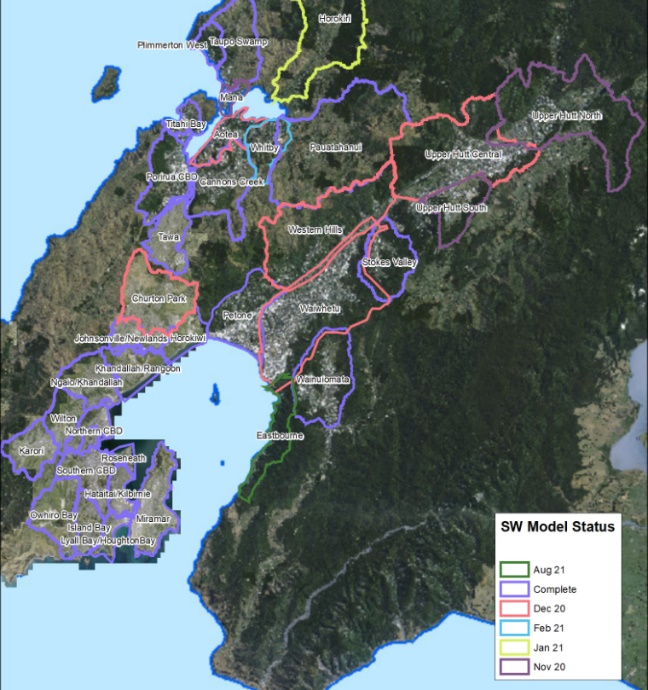 Horokiri
Plimmerton West
Taupo Swamp
Mana
Titahi Bay
Aotea
Whitby
Pauatahanui
Upper Hutt North
Upper Hutt Central
Porirua CBD
Cannons Creek
Upper Hutt South
Tawa
Western Hills
Stokes Valley
Churton Park
Petone
Waiwhetu
Johnsonville/Newlands
Horokiwi
Khandallah/Rangoon
Ngaio/Khandallah
Wainuiomata
Wilton
Northern CBD
Eastbourne
Karori
Roseneath
Southern CBD
Hataitai/Kilbirnie
Owhiro Bay
Miramar
Island Bay
Lyall Bay/HoughtonBay
SW Model Status
Aug 21
Complete
Dec 20
Feb 21
Jan 21
Nov 20